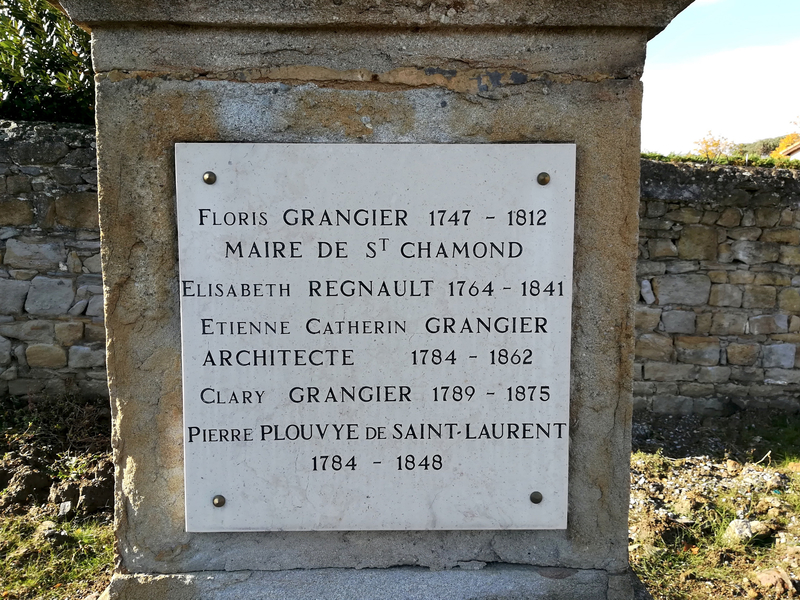 Floris GRANGIER 1747 - 1812
MAIRE DE ST CHAMOND
Elisabeth REGNAULT 1764 - 1841
Etienne Catherin GRANGIER
ARCHITECTE 1784 - 1862
Clary GRANGIER 1789 - 1875
Pierre PLOUVYE DE SAINT-LAURENT
1784 - 1848